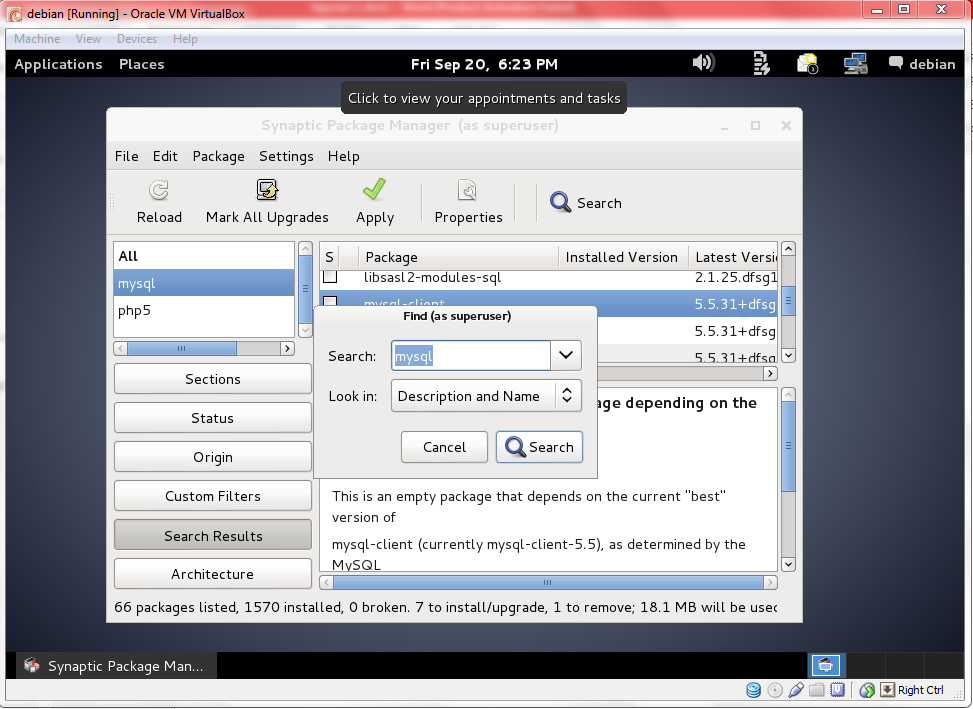 debian [Running] - Oracle VM VirtualBox
Machine View Devices Help
Applications Places Fri Sep 20, 6:23 PM debian
Click to view your appointments and tasks
Synaptic Package Manager (as superuser)
File Edit Package Settings Help
Reload Mark All Upgrades Apply Properties Search
All
mysql
php5
S Package Installed Version Latest Versi
libsasl2-modules-sql 2.1.25.dfsg1
mysql-client 5.5.31+dfsg
5.5.31+dfsg
5.5.31+dfsg
Find (as superuser)
Search: mysql
Look in: Description and Name
Cancel Search
Sections
Status
Origin
Custom Filters
Search Results
Architecture
age depending on the
This is an empty package that depends on the current "best"
version of
mysql-client (currently mysql-client-5.5), as determined by the
MySQL
66 packages listed, 1570 installed, 0 broken. 7 to install/upgrade, 1 to remove; 18.1 MB will be used
Synaptic Package Man...
Right Ctrl